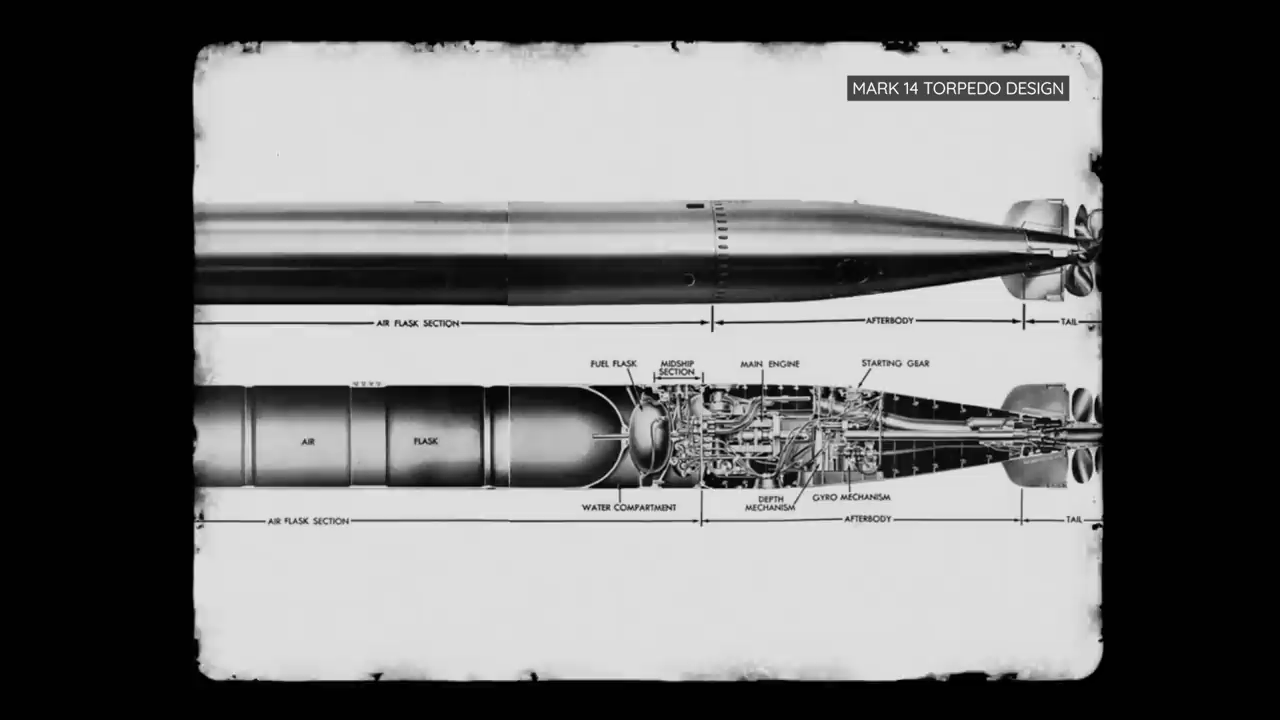 MARK 14 TORPEDO DESIGN
AIR FLASK SECTION
AFTERBODY
TAIL
FUEL FLASK
MIDSHIP
SECTION
MAIN ENGINE
STARTING GEAR
AIR
FLASK
WATER COMPARTMENT
DEPTH
MECHANISM
GYRO MECHANISM
AIR FLASK SECTION
AFTERBODY
TAIL